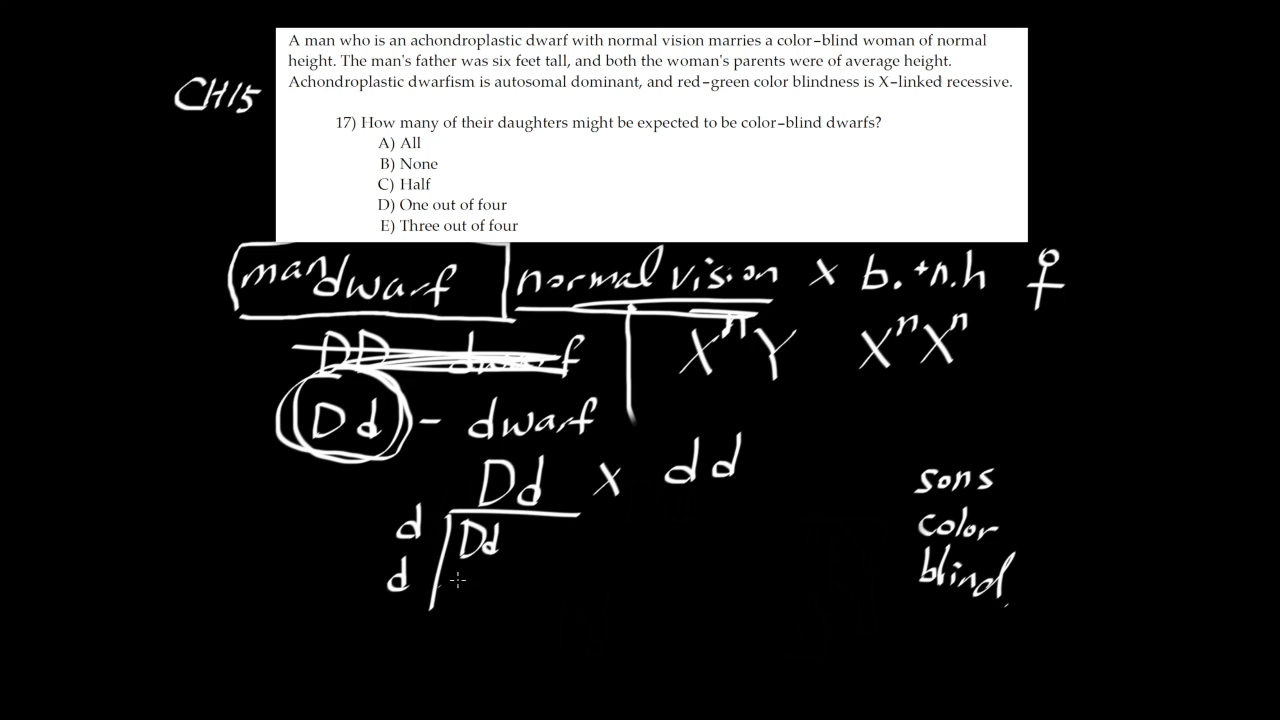 A man who is an achondroplastic dwarf with normal vision marries a color-blind woman of normal
height. The man's father was six feet tall, and both the woman's parents were of average height.
Achondroplastic dwarfism is autosomal dominant, and red-green color blindness is X-linked recessive.
CH15
17) How many of their daughters might be expected to be color-blind dwarfs?
A) All
B) None
C) Half
D) One out of four
E) Three out of four
man dwarf normal vision x b. + n.h ♀
DD dwarf XⁿY XⁿXⁿ
Dd - dwarf
Dd x dd
sons
d Dd color
d blind